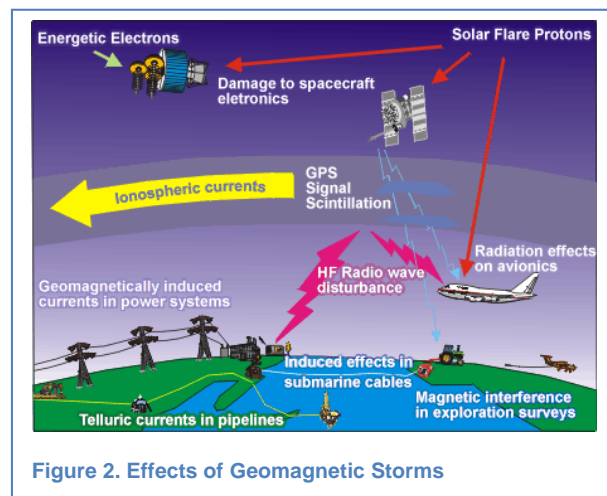 Energetic Electrons
Solar Flare Protons
Damage to spacecraft
eletronics
GPS
Signal
Scintillation
Ionospheric currents
Radiation effects
on avionics
HF Radio wave
disturbance
Geomagnetically induced
currents in power systems
Induced effects in
submarine cables
Magnetic interference
in exploration surveys
Telluric currents in pipelines
Figure 2. Effects of Geomagnetic Storms